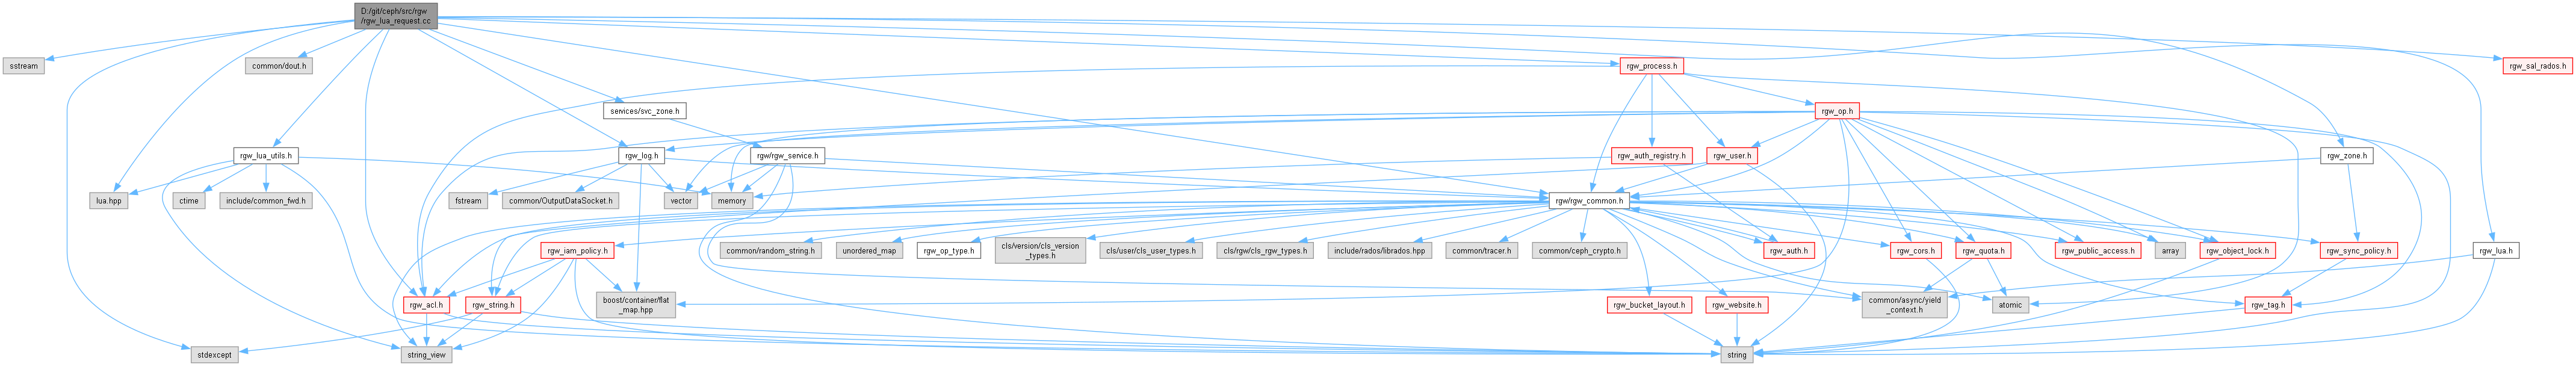 D:/git/ceph/src/rgw
/rgw_lua_request.cc
sstream
common/dout.h
rgw_process.h
rgw_sal_rados.h
services/svc_zone.h
rgw_op.h
rgw_lua_utils.h
rgw_log.h
rgw/rgw_service.h
rgw_auth_registry.h
rgw_user.h
rgw_zone.h
lua.hpp
ctime
include/common_fwd.h
fstream
common/OutputDataSocket.h
vector
memory
rgw/rgw_common.h
rgw_iam_policy.h
common/random_string.h
unordered_map
rgw_op_type.h
cls/version/cls_version
_types.h
cls/user/cls_user_types.h
cls/rgw/cls_rgw_types.h
include/rados/librados.hpp
common/tracer.h
common/ceph_crypto.h
rgw_auth.h
rgw_cors.h
rgw_quota.h
rgw_public_access.h
array
rgw_object_lock.h
rgw_sync_policy.h
rgw_lua.h
rgw_acl.h
rgw_string.h
boost/container/flat
_map.hpp
rgw_bucket_layout.h
rgw_website.h
common/async/yield
_context.h
atomic
rgw_tag.h
stdexcept
string_view
string